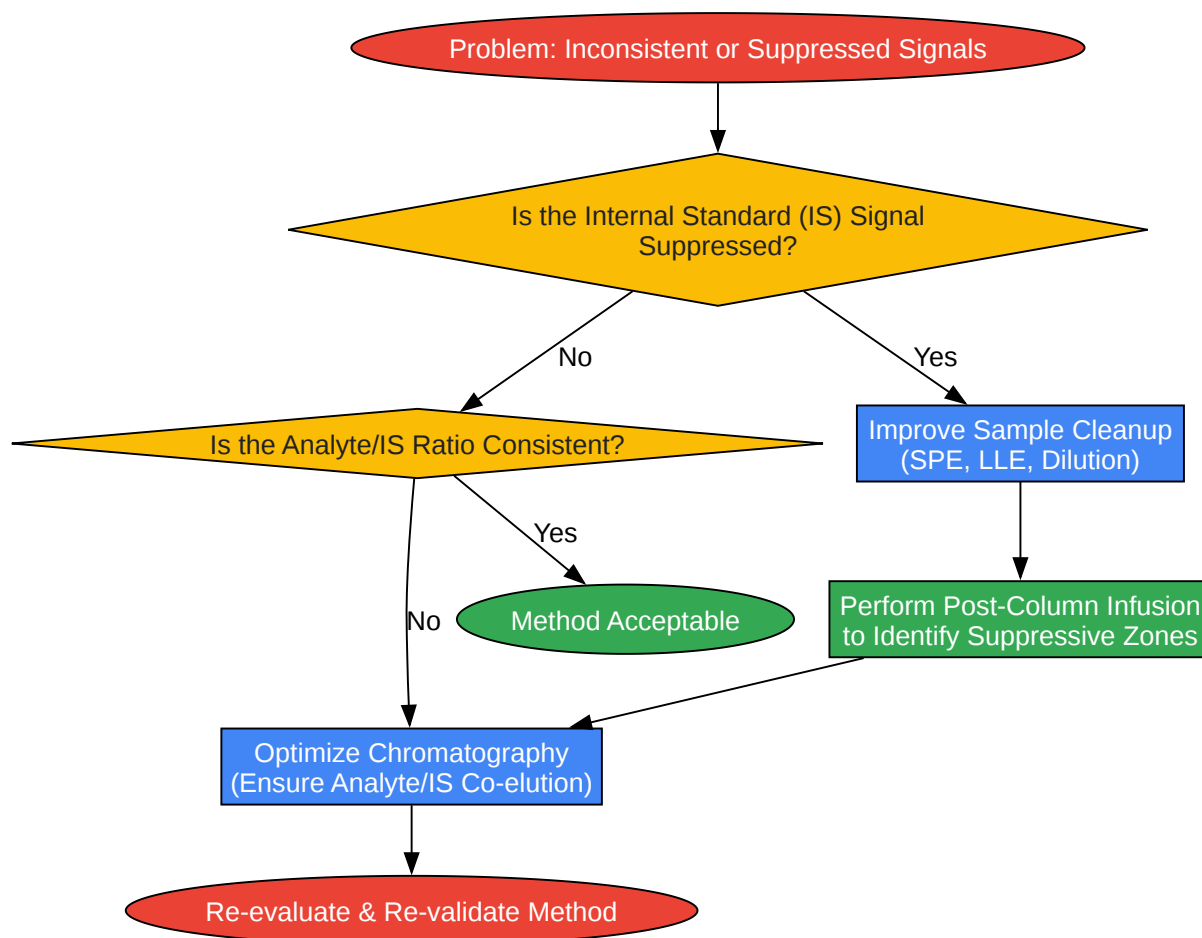 Problem: Inconsistent or Suppressed Signals
Is the Internal Standard (IS) Signal
Suppressed?
No
Yes
Is the Analyte/IS Ratio Consistent?
Improve Sample Cleanup
(SPE, LLE, Dilution)
Yes
No
Method Acceptable
Perform Post-Column Infusion
to Identify Suppressive Zones
Optimize Chromatography
(Ensure Analyte/IS Co-elution)
Re-evaluate & Re-validate Method